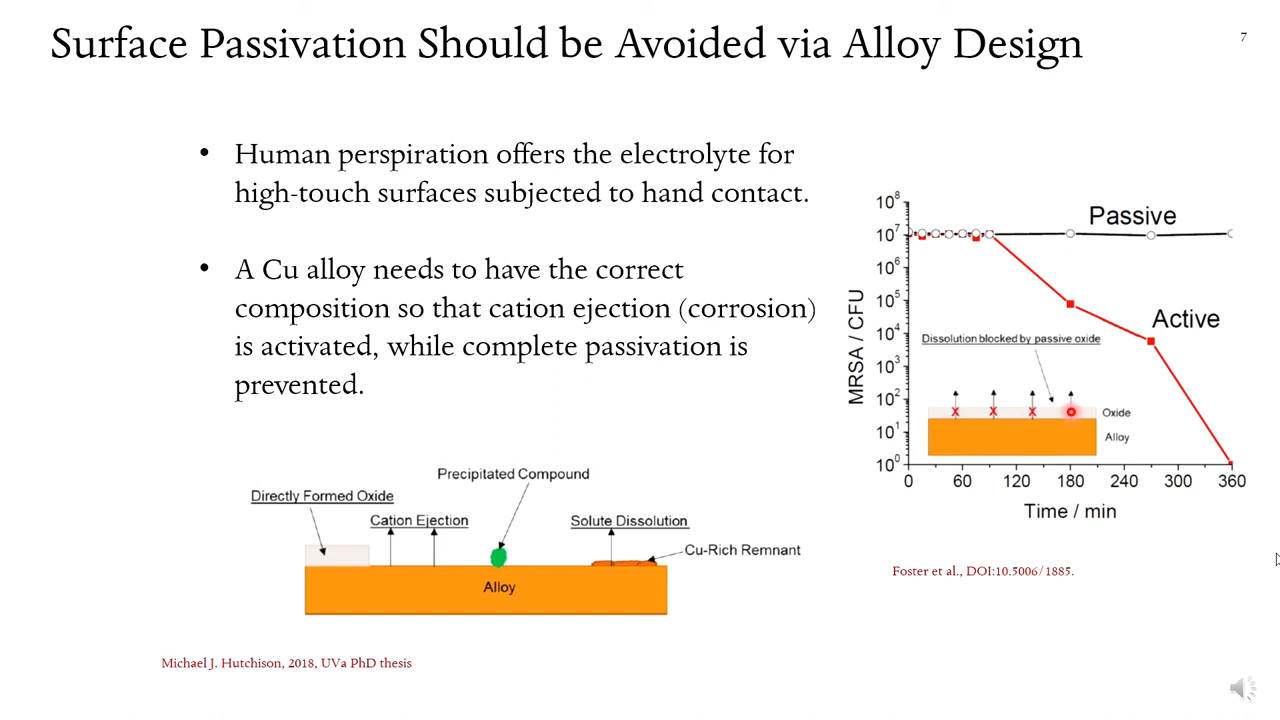 Surface Passivation Should be Avoided via Alloy Design
7
• Human perspiration offers the electrolyte for
high-touch surfaces subjected to hand contact.
• A Cu alloy needs to have the correct
composition so that cation ejection (corrosion)
is activated, while complete passivation is
prevented.
Precipitated Compound
Directly Formed Oxide
Cation Ejection
Solute Dissolution
Cu-Rich Remnant
Alloy
Michael J. Hutchison, 2018, UVa PhD thesis
MRSA / CFU
10⁸
10⁷
10⁶
10⁵
10⁴
10³
10²
10¹
10⁰
Passive
Active
Dissolution blocked by passive oxide
x x x
Oxide
Alloy
0 60 120 180 240 300 360
Time / min
Foster et al., DOI:10.5006/1885.